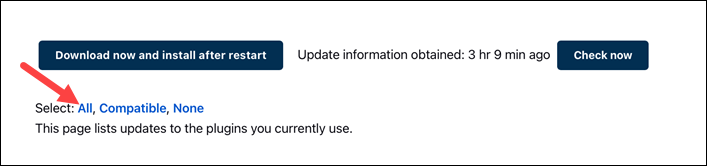 Download now and install after restart Update information obtained: 3 hr 9 min ago Check now
Select: All, Compatible, None
This page lists updates to the plugins you currently use.